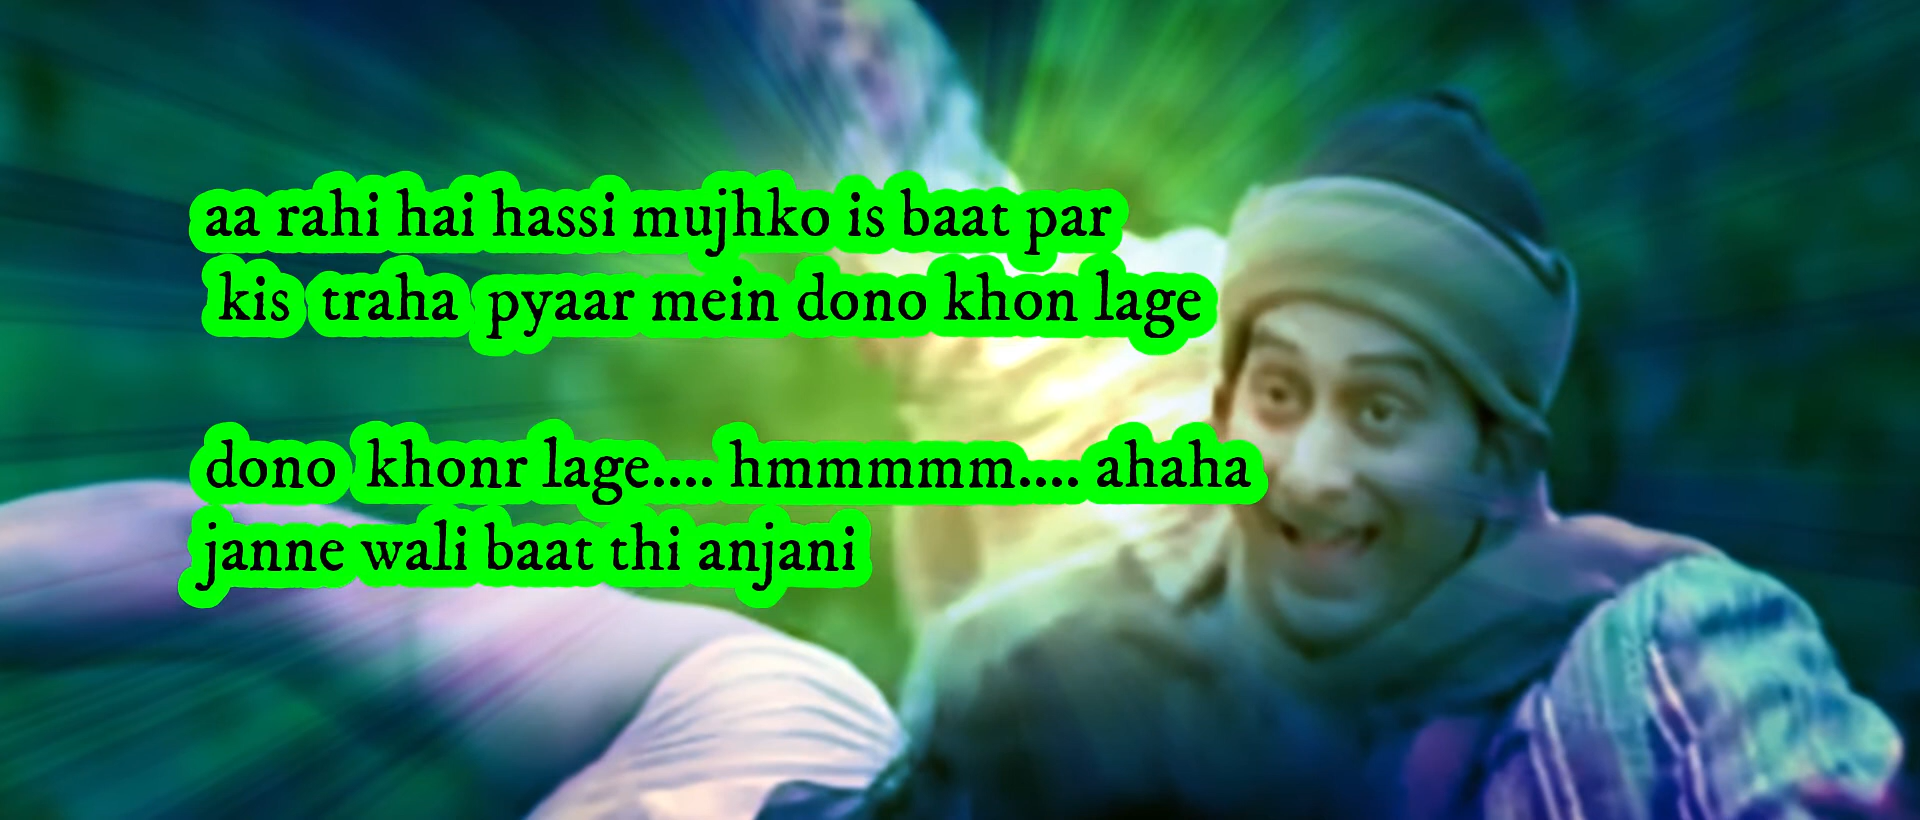 aa rahi hai hassi mujhko is baat par
kis traha pyaar mein dono khon lage
dono khonr lage.... hmmmmm.... ahaha
janne wali baat thi anjani